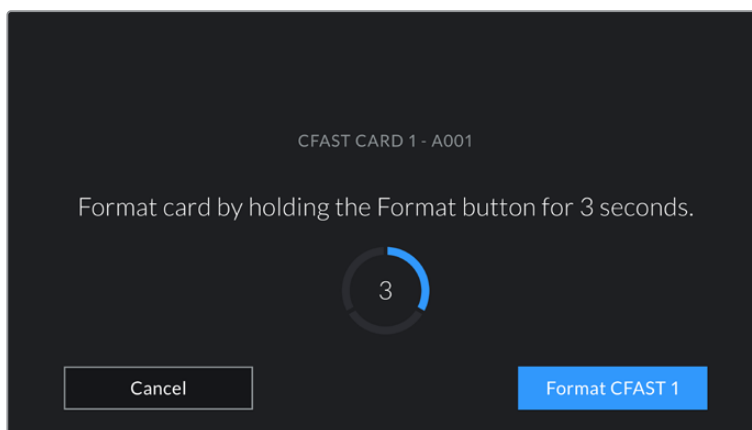 CFAST CARD 1 - A001
Format card by holding the Format button for 3 seconds.
3
Cancel
Format CFAST 1